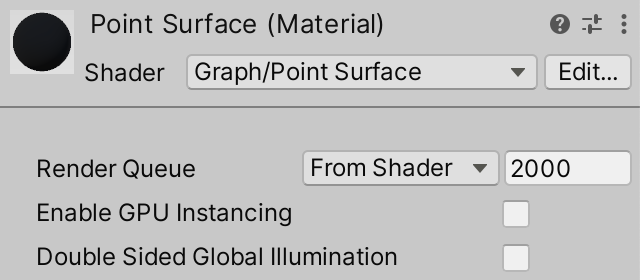 Point Surface (Material)
Shader Graph/Point Surface Edit...
Render Queue From Shader 2000
Enable GPU Instancing
Double Sided Global Illumination